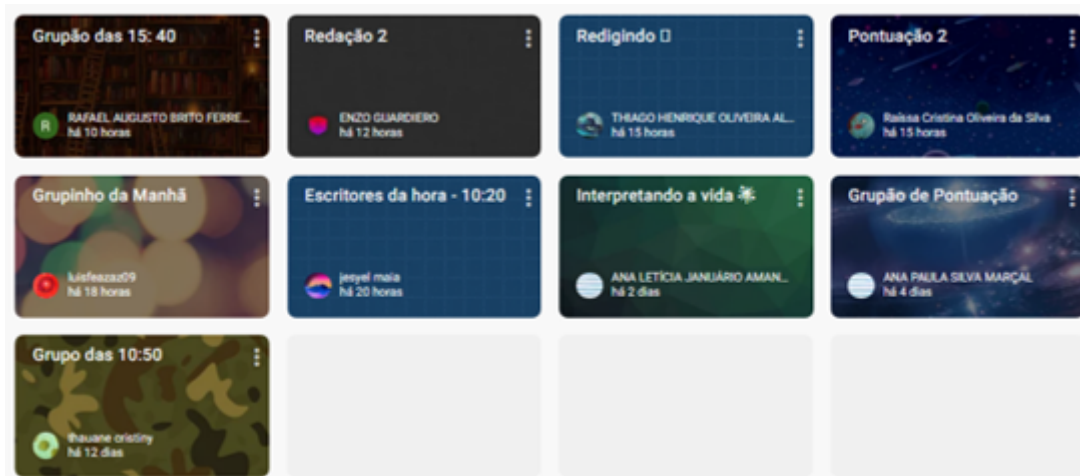 Grupão das 15: 40
RAFAEL AUGUSTO BRITO FERRE...
há 10 horas
Redação 2
ENZO GUARDIERO
há 12 horas
Redigindo
THIAGO HENRIQUE OLIVEIRA AL...
há 15 horas
Pontuação 2
Raissa Cristina Oliveira da Silva
há 15 horas
Grupinho da Manhã
luisfeazaz09
há 18 horas
Escritores da hora - 10:20
jesyel maia
há 20 horas
Interpretando a vida
ANA LETÍCIA JANUÁRIO AMAN...
há 2 dias
Grupão de Pontuação
ANA PAULA SILVA MARÇAL
há 4 dias
Grupo das 10:50
thauane cristiny
há 12 dias